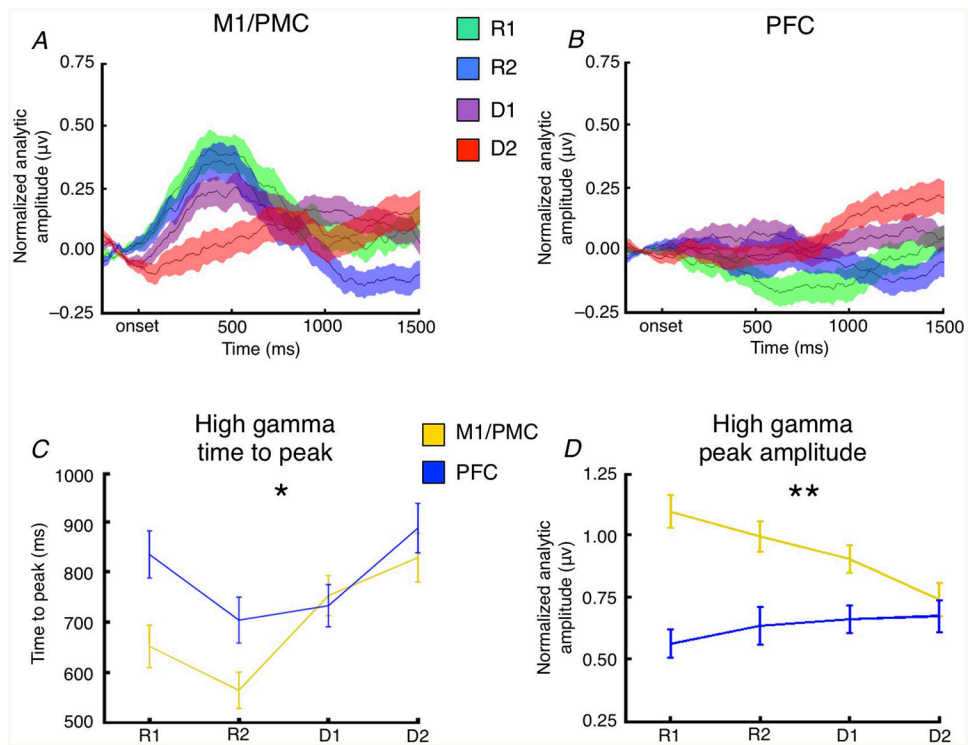 A
M1/PMC
R1
R2
D1
D2
B
PFC
Normalized analytic
amplitude (μv)
0.75
0.50
0.25
0.00
−0.25
onset
500
1000
1500
Time (ms)
Normalized analytic
amplitude (μv)
0.75
0.50
0.25
0.00
−0.25
onset
500
1000
1500
Time (ms)
C
High gamma
time to peak
M1/PMC
PFC
D
High gamma
peak amplitude
*
**
Time to peak (ms)
1000
900
800
700
600
500
R1
R2
D1
D2
Normalized analytic
amplitude (μv)
1.25
1.00
0.75
0.50
0.25
R1
R2
D1
D2